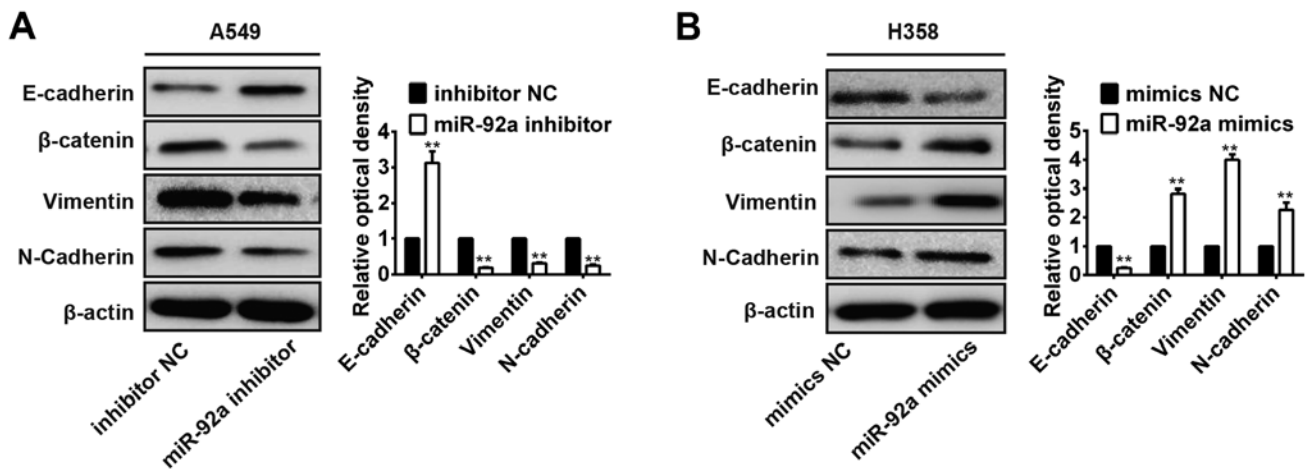 A
A549
E-cadherin
β-catenin
Vimentin
N-Cadherin
β-actin
inhibitor NC
miR-92a inhibitor
inhibitor NC
miR-92a inhibitor
Relative optical density
4
3
2
1
0
**
**
**
**
E-cadherin
β-catenin
Vimentin
N-cadherin
B
H358
E-cadherin
β-catenin
Vimentin
N-Cadherin
β-actin
mimics NC
miR-92a mimics
mimics NC
miR-92a mimics
Relative optical density
5
4
3
2
1
0
**
**
**
**
E-cadherin
β-catenin
Vimentin
N-cadherin